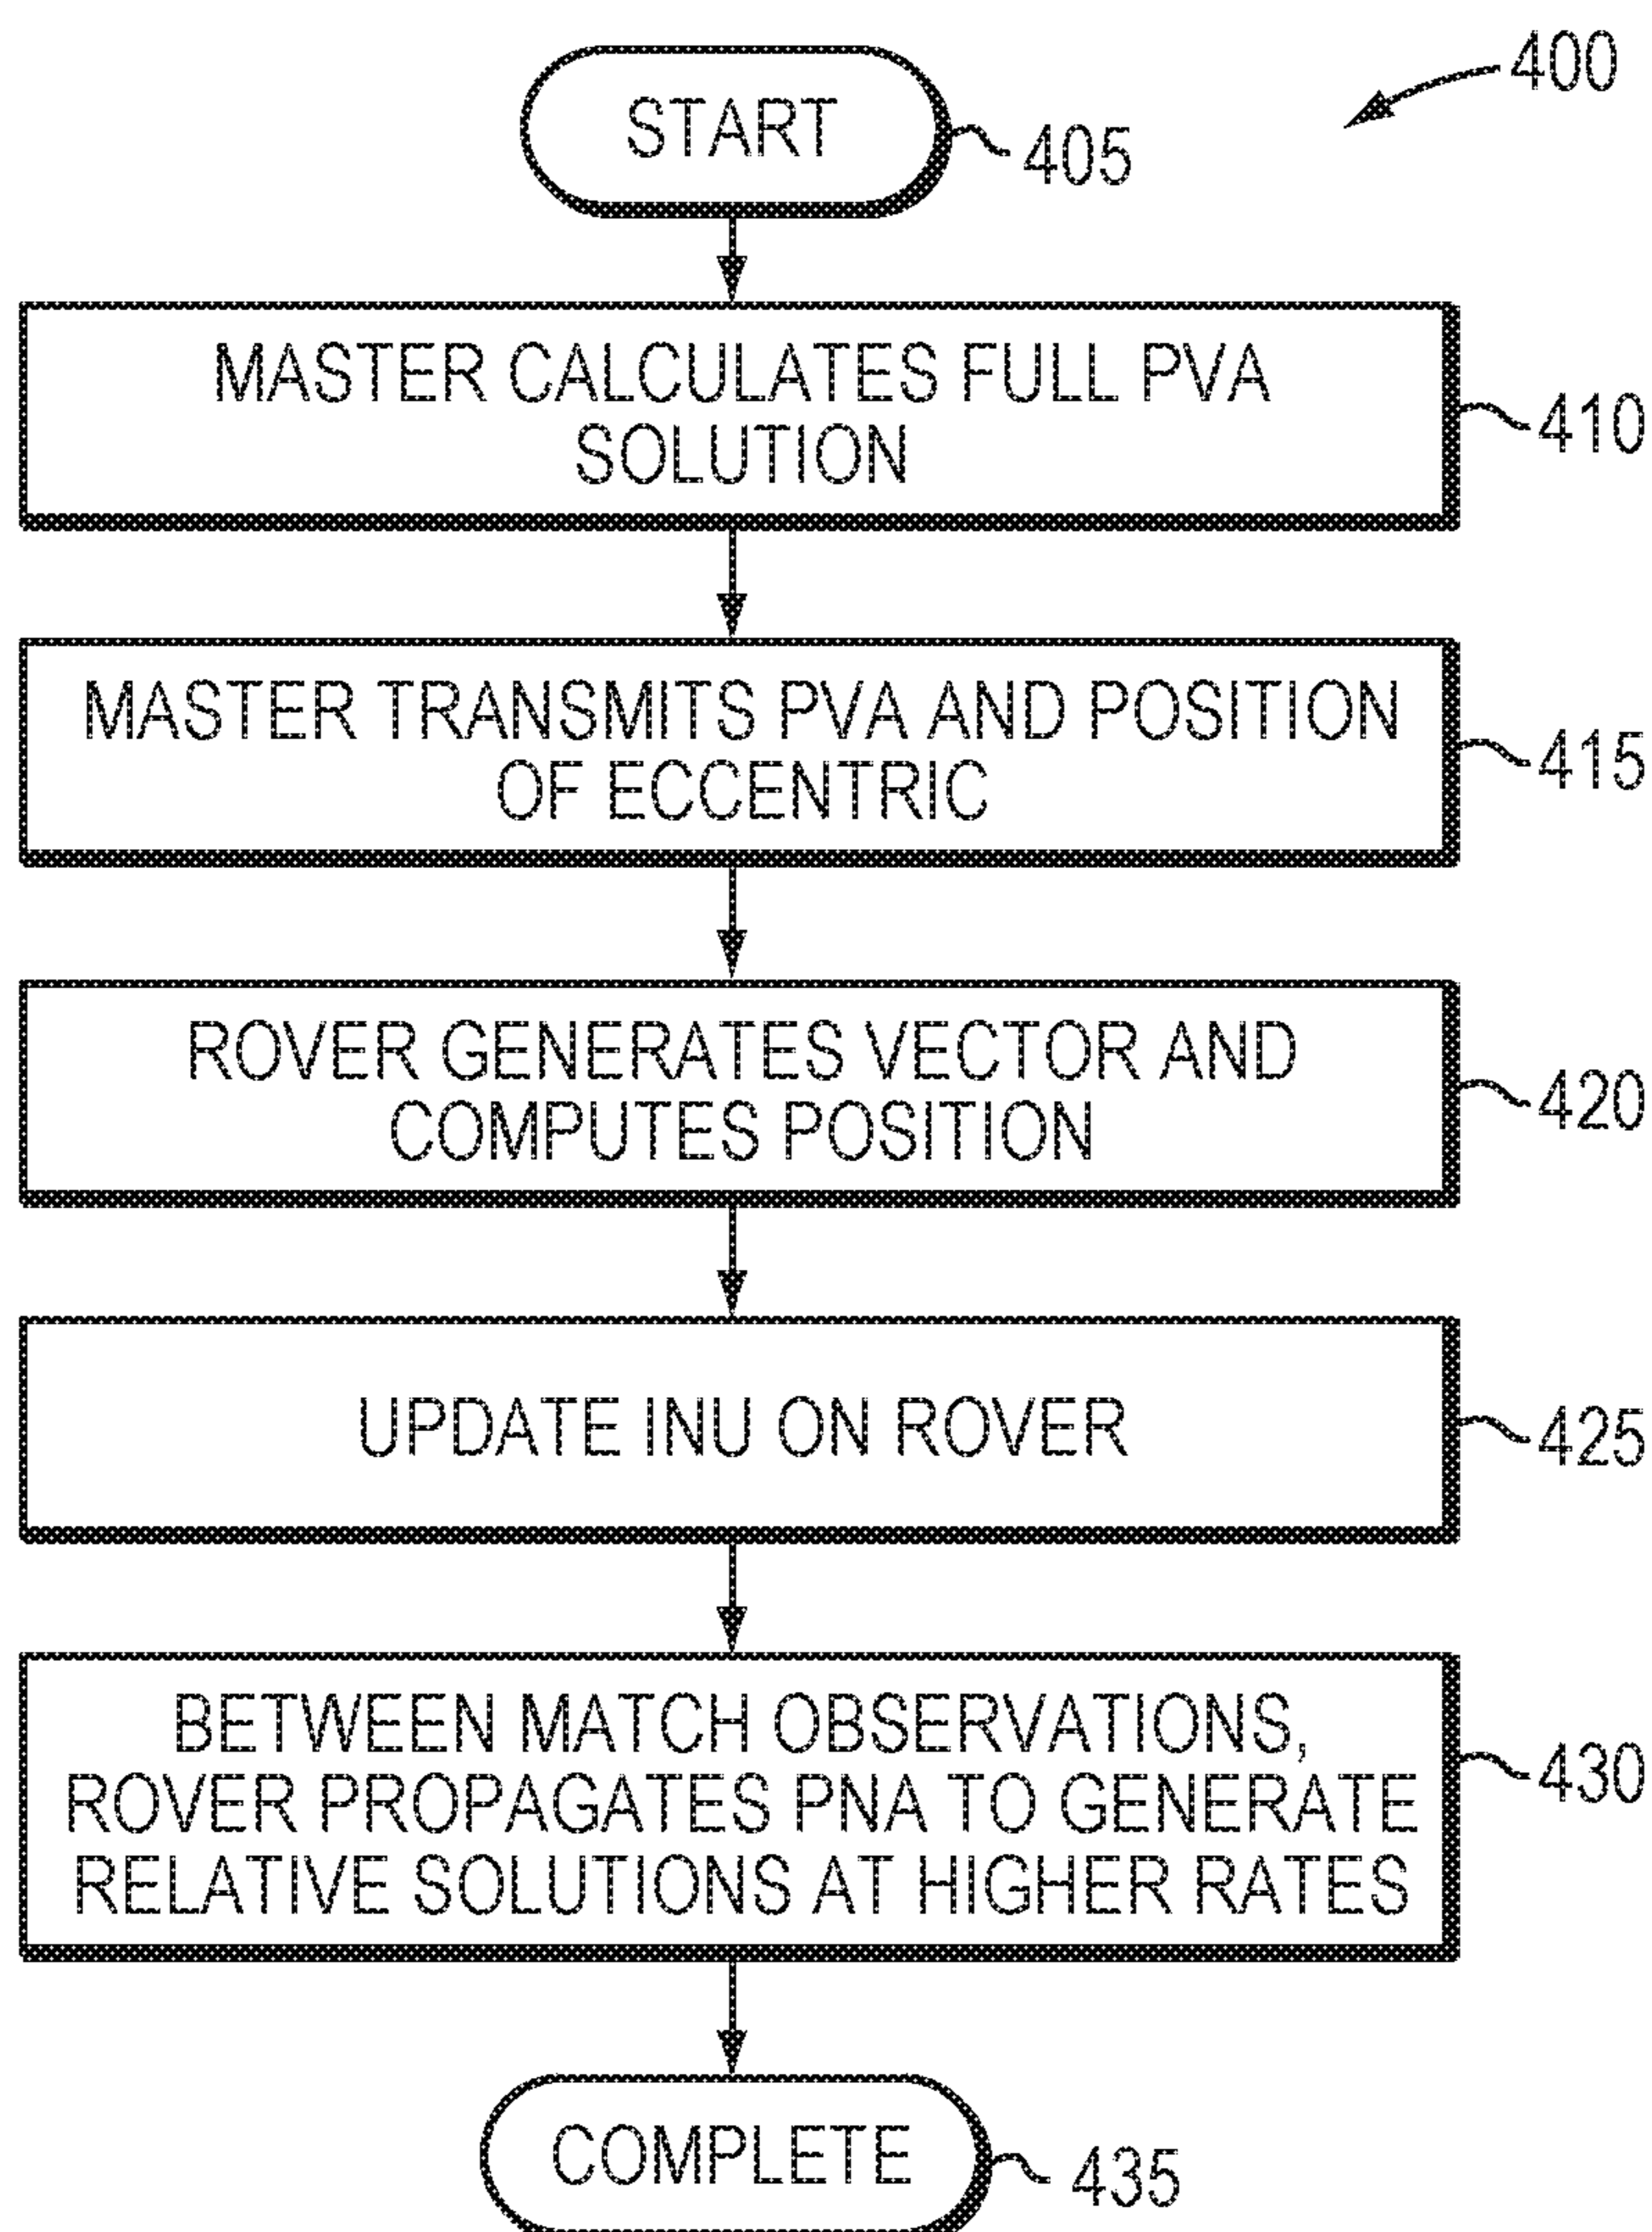 400
START
405
MASTER CALCULATES FULL PVA
SOLUTION
410
MASTER TRANSMITS PVA AND POSITION
OF ECCENTRIC
415
ROVER GENERATES VECTOR AND
COMPUTES POSITION
420
UPDATE INU ON ROVER
425
BETWEEN MATCH OBSERVATIONS,
ROVER PROPAGATES PNA TO GENERATE
RELATIVE SOLUTIONS AT HIGHER RATES
430
COMPLETE
435